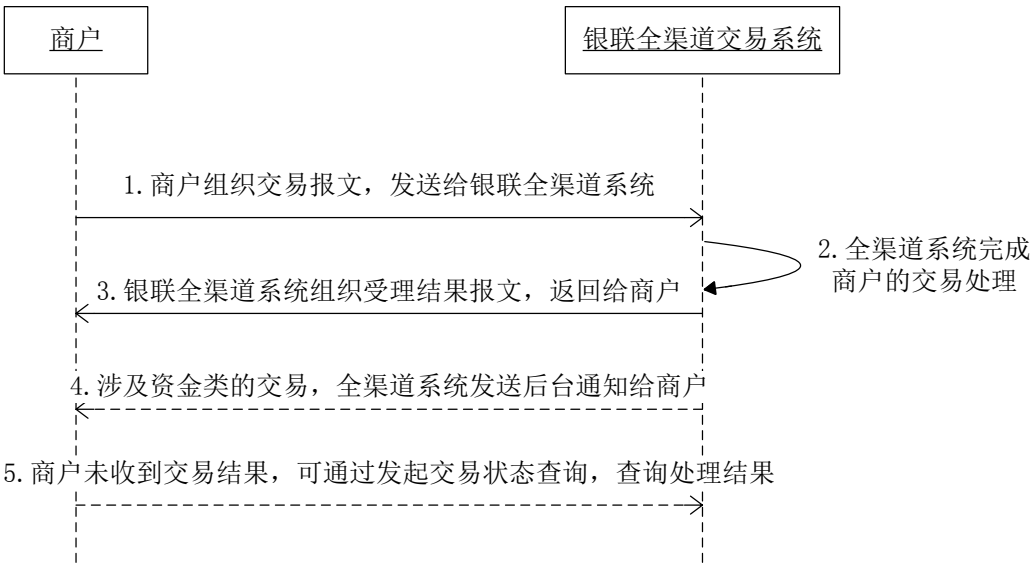 商户
银联全渠道交易系统
1.商户组织交易报文，发送给银联全渠道系统
2.全渠道系统完成
商户的交易处理
3.银联全渠道系统组织受理结果报文，返回给商户
4.涉及资金类的交易，全渠道系统发送后台通知给商户
5.商户未收到交易结果，可通过发起交易状态查询，查询处理结果